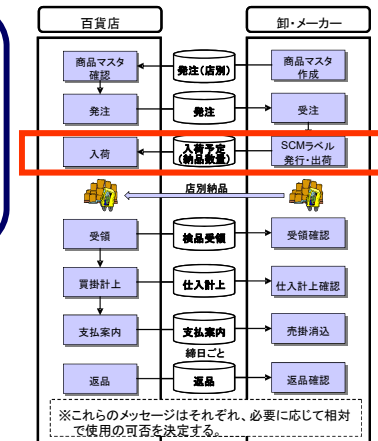 百貨店
卸・メーカー
商品マスタ
確認
発注（店別）
商品マスタ
作成
発注
発注
受注
入荷
入荷予定
（納品数量）
SCMラベル
発行・出荷
店別納品
受領
検品受領
受領確認
買掛計上
仕入計上
仕入計上確認
支払案内
支払案内
売掛消込
締日ごと
返品
返品
返品確認
※これらのメッセージはそれぞれ、必要に応じて相対
で使用の可否を決定する。